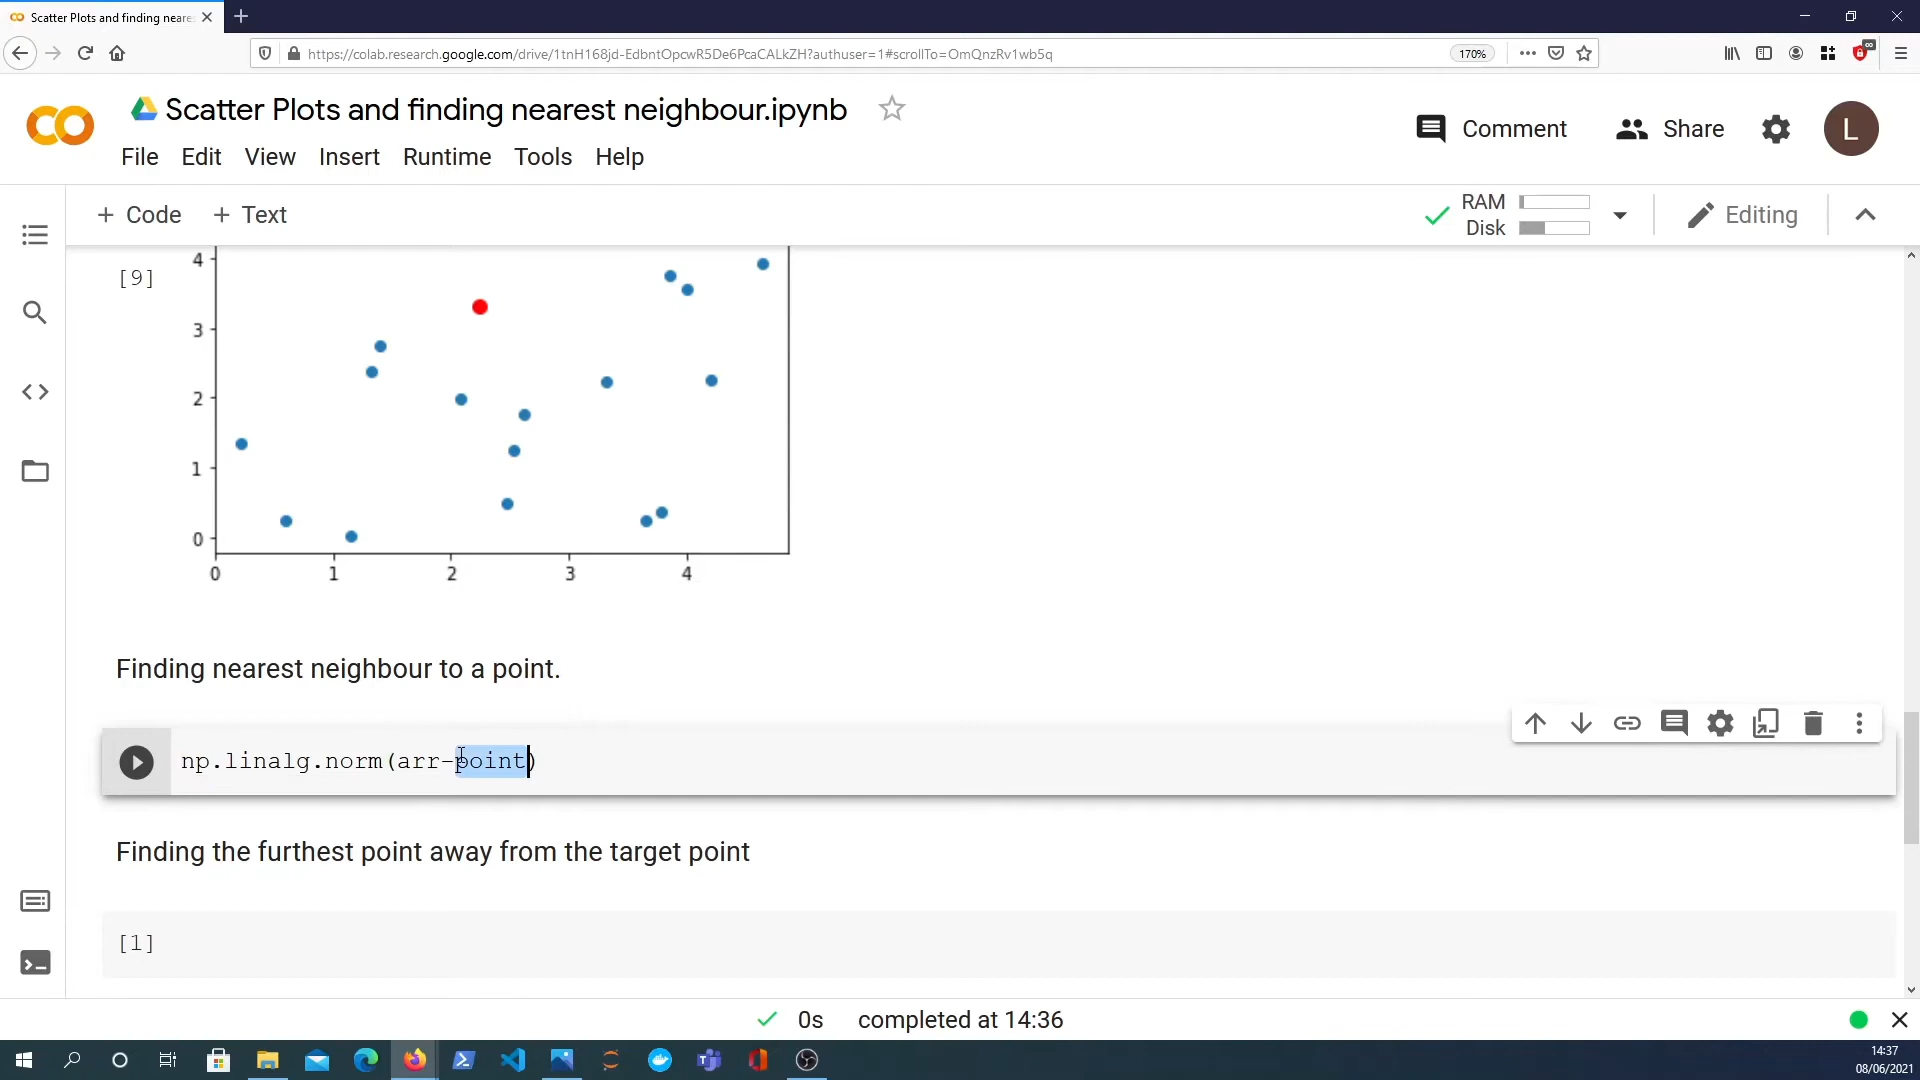 Scatter Plots and finding neare
https://colab.research.google.com/drive/1tnH168jd-EdbntOpcwR5De6PcaCALkZH?authuser=1#scrollTo=OmQnzRv1wb5q
170%
Scatter Plots and finding nearest neighbour.ipynb
Comment
Share
L
File Edit View Insert Runtime Tools Help
+ Code + Text
RAM
Disk
Editing
[9]
4
3
2
1
0
0 1 2 3 4
Finding nearest neighbour to a point.
np.linalg.norm(arr-point)
Finding the furthest point away from the target point
[1]
0s completed at 14:36
14:37
08/06/2021